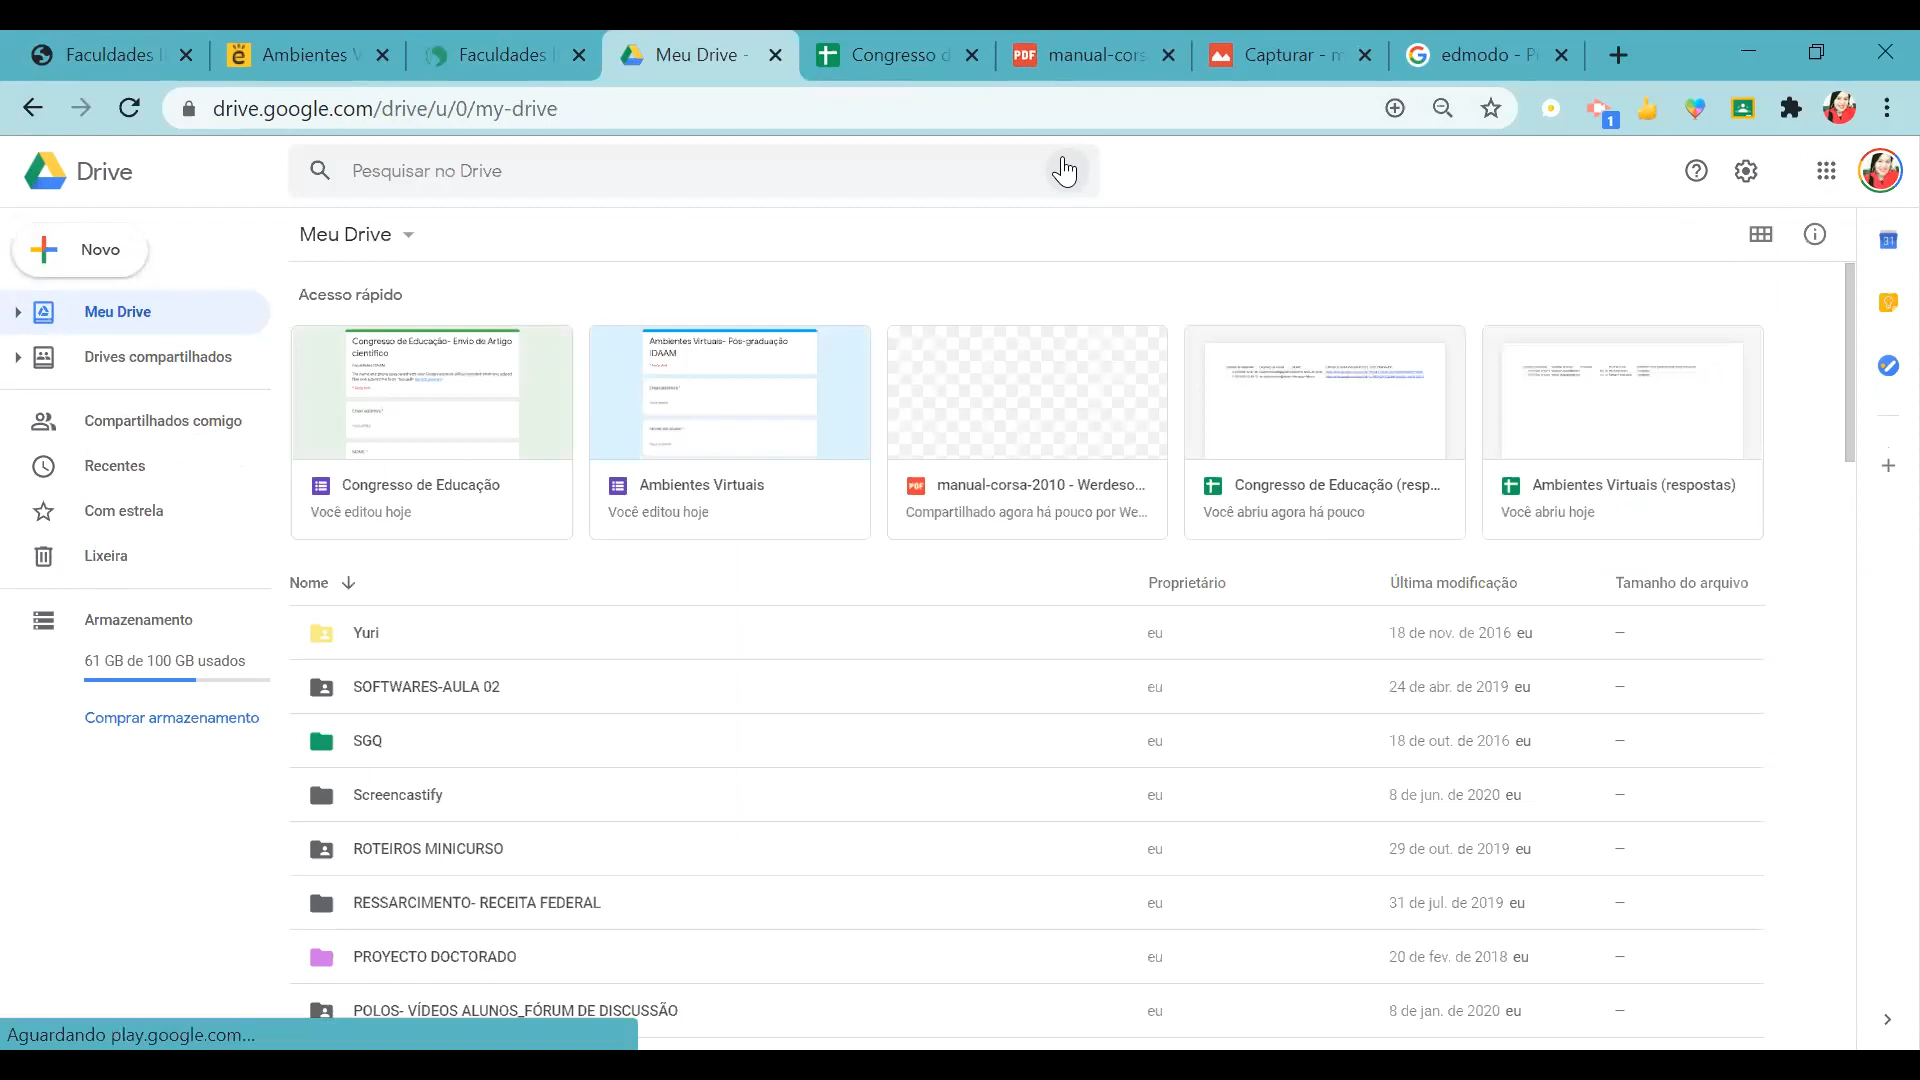 Faculdades I
Ambientes V
Faculdades
Meu Drive -
Congresso d
manual-cors
Capturar - m
edmodo - P
drive.google.com/drive/u/0/my-drive
1
Drive
Pesquisar no Drive
Novo
Meu Drive
Meu Drive
Drives compartilhados
Compartilhados comigo
Recentes
Com estrela
Lixeira
Armazenamento
61 GB de 100 GB usados
Comprar armazenamento
Acesso rápido
Congresso de Educação- Envio de Artigo
científico
Ambientes Virtuais- Pós-graduação
IDAAM
Congresso de Educação
Você editou hoje
Ambientes Virtuais
Você editou hoje
PDF
manual-corsa-2010 - Werdeso...
Compartilhado agora há pouco por We...
Congresso de Educação (resp...
Você abriu agora há pouco
Ambientes Virtuais (respostas)
Você abriu hoje
Nome Proprietário Última modificação Tamanho do arquivo
Yuri eu 18 de nov. de 2016 eu —
SOFTWARES-AULA 02 eu 24 de abr. de 2019 eu —
SGQ eu 18 de out. de 2016 eu —
Screencastify eu 8 de jun. de 2020 eu —
ROTEIROS MINICURSO eu 29 de out. de 2019 eu —
RESSARCIMENTO- RECEITA FEDERAL eu 31 de jul. de 2019 eu —
PROYECTO DOCTORADO eu 20 de fev. de 2018 eu —
POLOS- VÍDEOS ALUNOS_FÓRUM DE DISCUSSÃO eu 8 de jan. de 2020 eu —
Aguardando play.google.com...
31